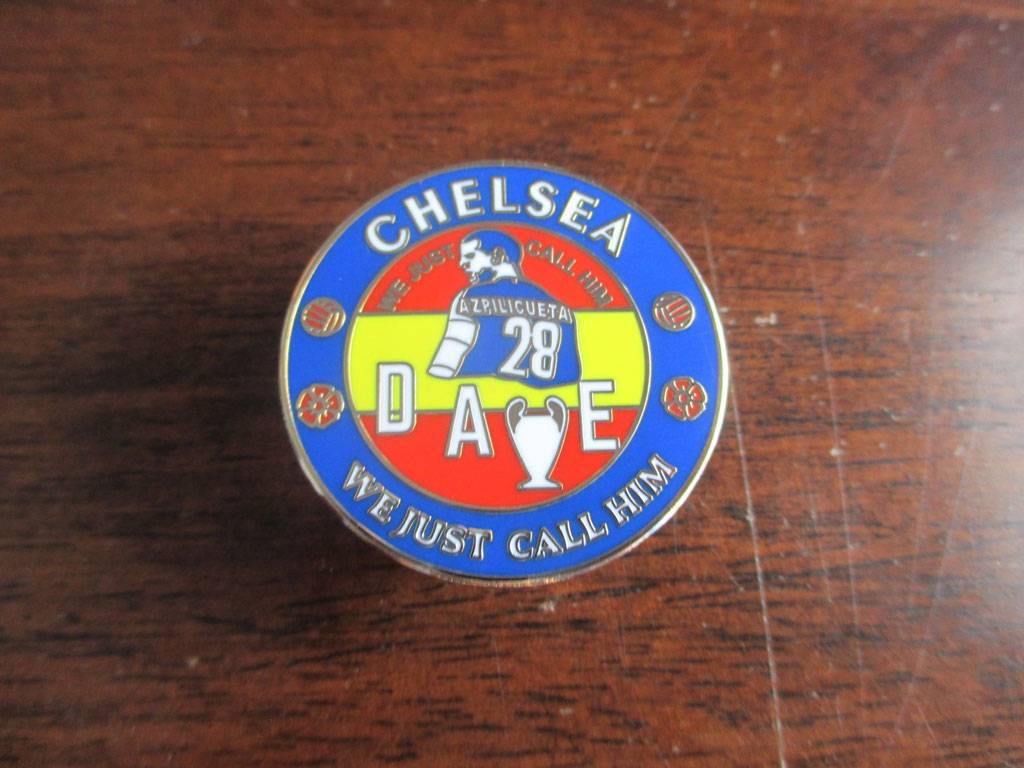 CHELSEA
WE JUST CALL HIM
AZPILICUETA
28
DAVE
WE JUST CALL HIM